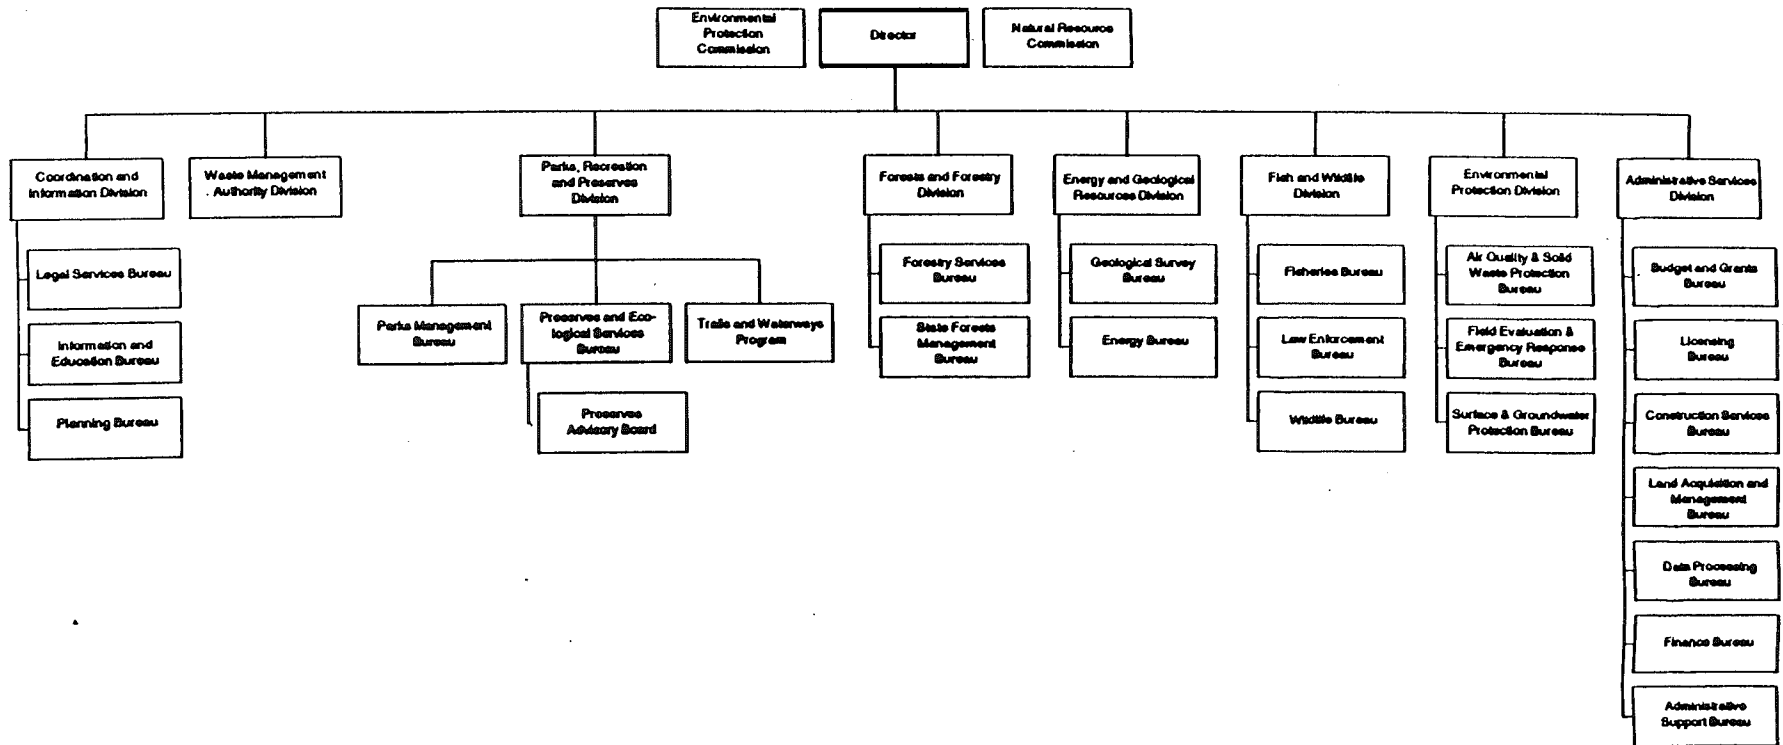 Environmental
Protection
Commission
Director
Natural Resource
Commission
Coordination and
Information Division
Waste Management
Authority Division
Parks, Recreation
and Preserves
Division
Forests and Forestry
Division
Energy and Geological
Resources Division
Fish and Wildlife
Division
Environmental
Protection Division
Administrative Services
Division
Legal Services Bureau
Information and
Education Bureau
Planning Bureau
Parks Management
Bureau
Preserves and Eco-
logical Services
Bureau
Trails and Waterways
Program
Preserves
Advisory Board
Forestry Services
Bureau
State Forests
Management
Bureau
Geological Survey
Bureau
Energy Bureau
Fisheries Bureau
Law Enforcement
Bureau
Wildlife Bureau
Air Quality & Solid
Waste Protection
Bureau
Field Evaluation &
Emergency Response
Bureau
Surface & Groundwater
Protection Bureau
Budget and Grants
Bureau
Licensing
Bureau
Construction Services
Bureau
Land Acquisition and
Management
Bureau
Data Processing
Bureau
Finance Bureau
Administrative
Support Bureau